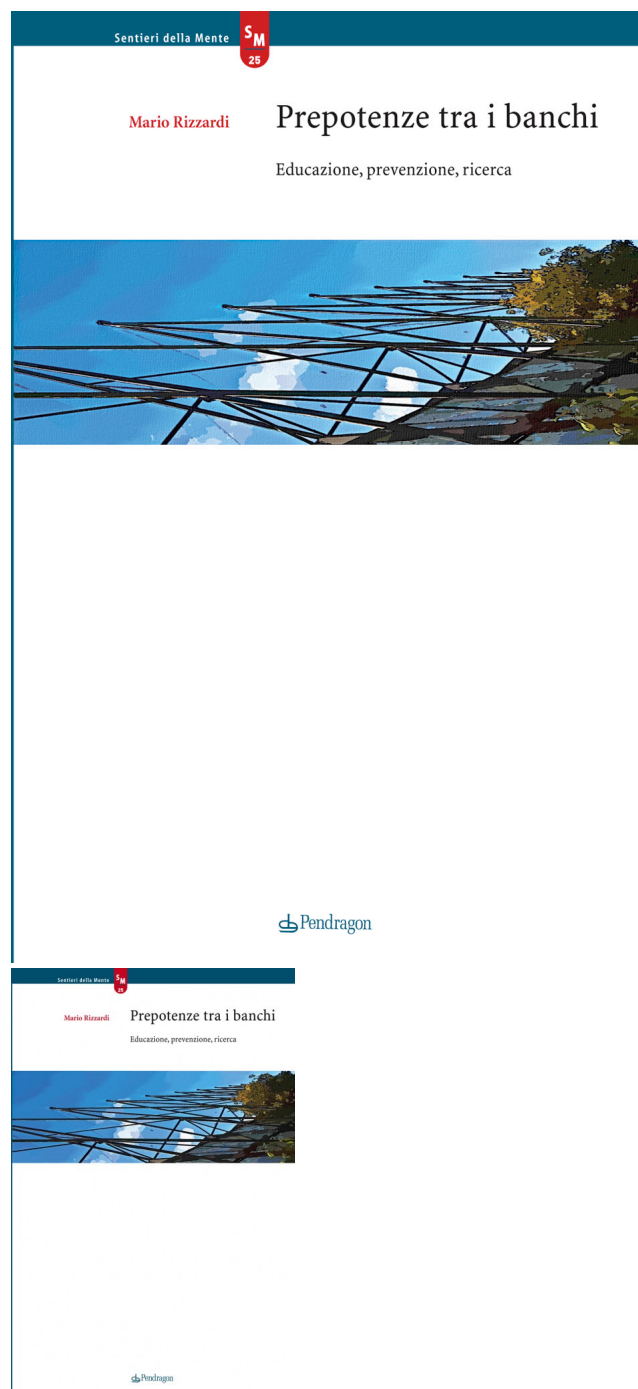 Sentieri della Mente
SM
25
Mario Rizzardi
Prepotenze tra i banchi
Educazione, prevenzione, ricerca
Pendragon
Sentieri della Mente
SM
25
Mario Rizzardi
Prepotenze tra i banchi
Educazione, prevenzione, ricerca
Pendragon